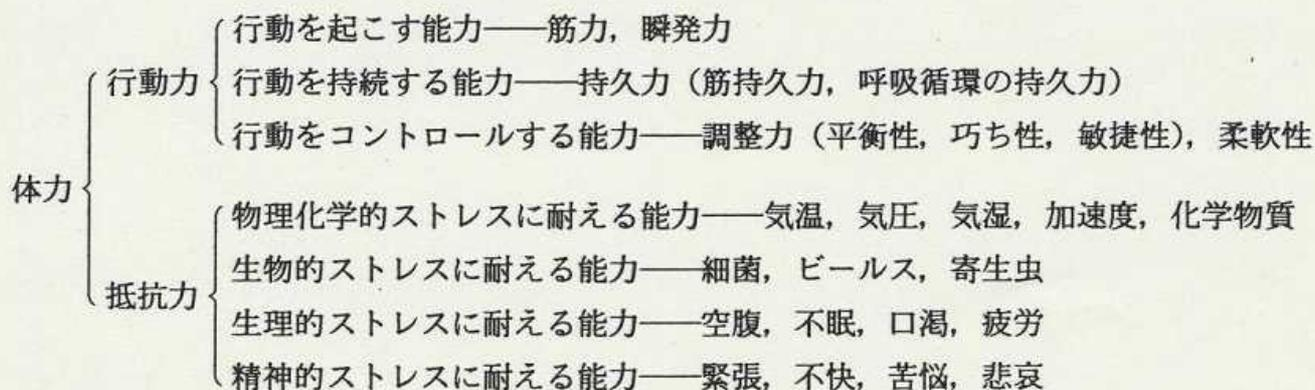 行動を起こす能力――筋力，瞬発力
行動力
行動を持続する能力――持久力（筋持久力，呼吸循環の持久力）
行動をコントロールする能力――調整力（平衡性，巧ち性，敏捷性），柔軟性
体力
物理化学的ストレスに耐える能力――気温，気圧，気湿，加速度，化学物質
生物的ストレスに耐える能力――細菌，ビールス，寄生虫
抵抗力
生理的ストレスに耐える能力――空腹，不眠，口渇，疲労
精神的ストレスに耐える能力――緊張，不快，苦悩，悲哀